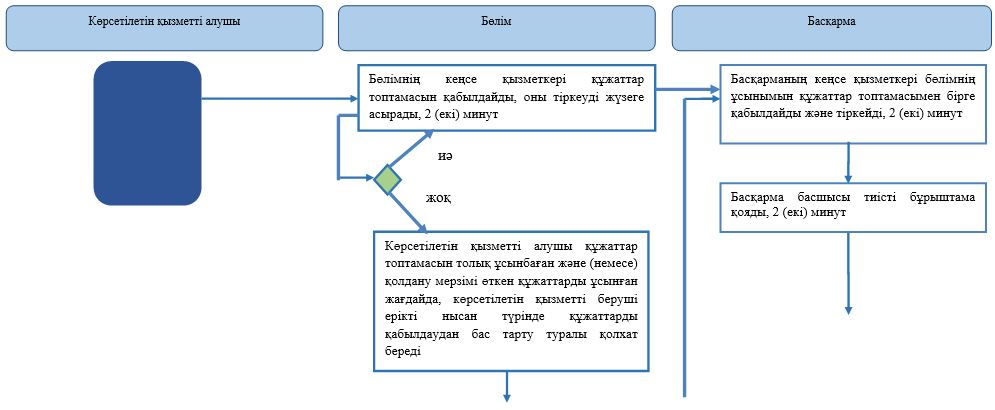 Көрсетілетін қызметті алушы
Бөлім
Басқарма
Бөлімнің кеңсе қызметкері құжаттар
топтамасын қабылдайды, оны тіркеуді жүзеге
асырады, 2 (екі) минут
иә
жоқ
Көрсетілетін қызметті алушы құжаттар
топтамасын толық ұсынбаған және (немесе)
қолдану мерзімі өткен құжаттарды ұсынған
жағдайда, көрсетілетін қызметті беруші
ерікті нысан түрінде құжаттарды
қабылдаудан бас тарту туралы қолхат
береді
Басқарманың кеңсе қызметкері бөлімнің
ұсынымын құжаттар топтамасымен бірге
қабылдайды және тіркейді, 2 (екі) минут
Басқарма басшысы тиісті бұрыштама
қояды, 2 (екі) минут